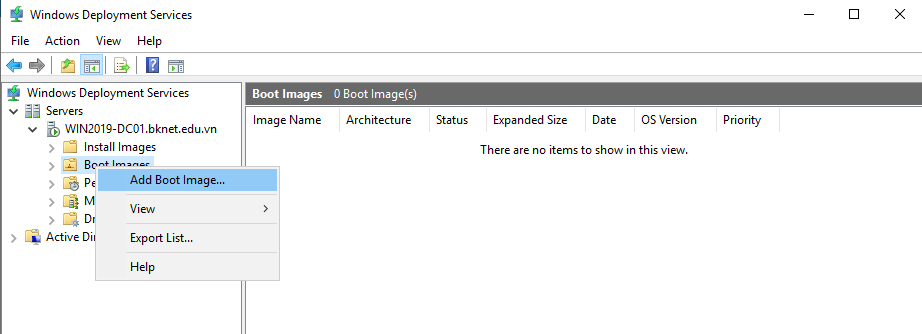 Windows Deployment Services
File Action View Help
Windows Deployment Services
Servers
WIN2019-DC01.bknet.edu.vn
Install Images
Boot Images
Pe
M
Dr
Active Dir
Add Boot Image...
View
Export List...
Help
Boot Images 0 Boot Image(s)
Image Name Architecture Status Expanded Size Date OS Version Priority
There are no items to show in this view.